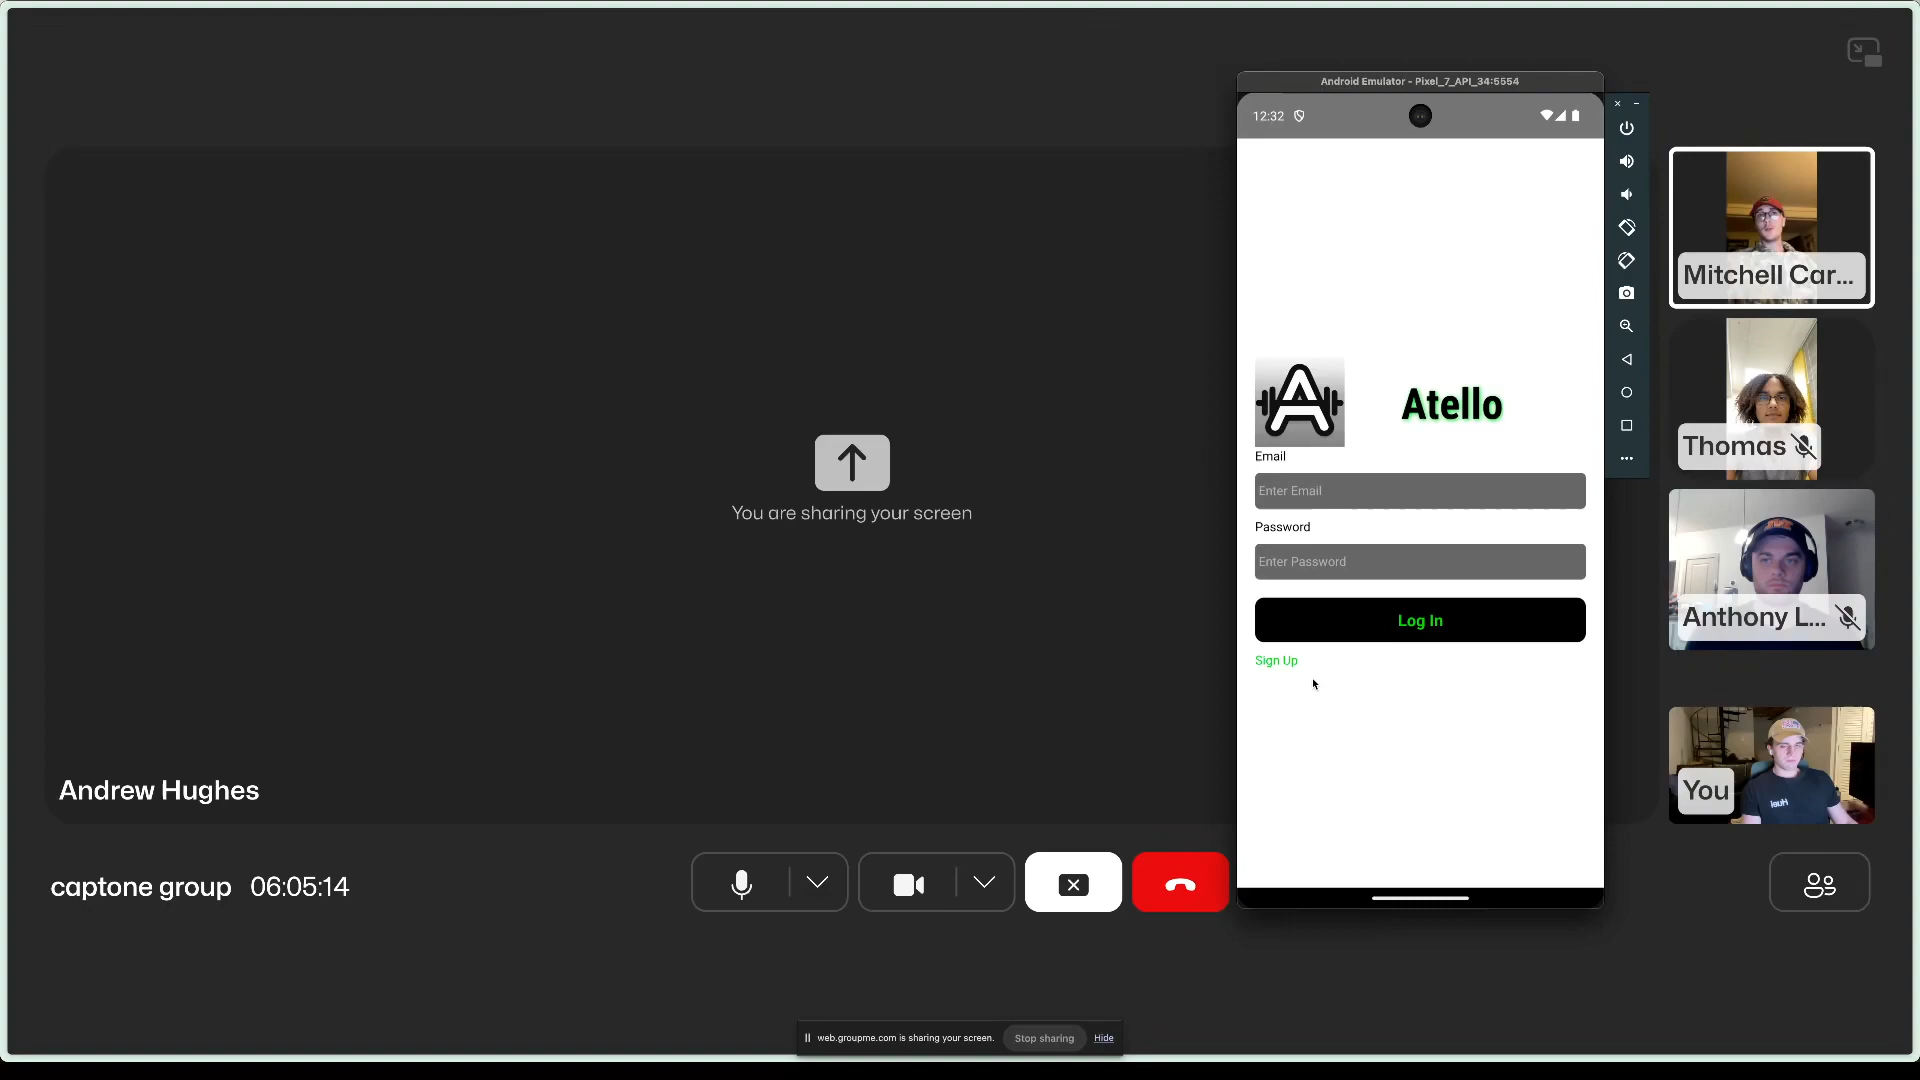 Android Emulator - Pixel_7_API_34:5554
12:32
A
Atello
Email
Enter Email
Password
Enter Password
Log In
Sign Up
You are sharing your screen
Andrew Hughes
Mitchell Car...
Thomas
Anthony L...
You
captone group 06:05:14
web.groupme.com is sharing your screen.
Stop sharing
Hide